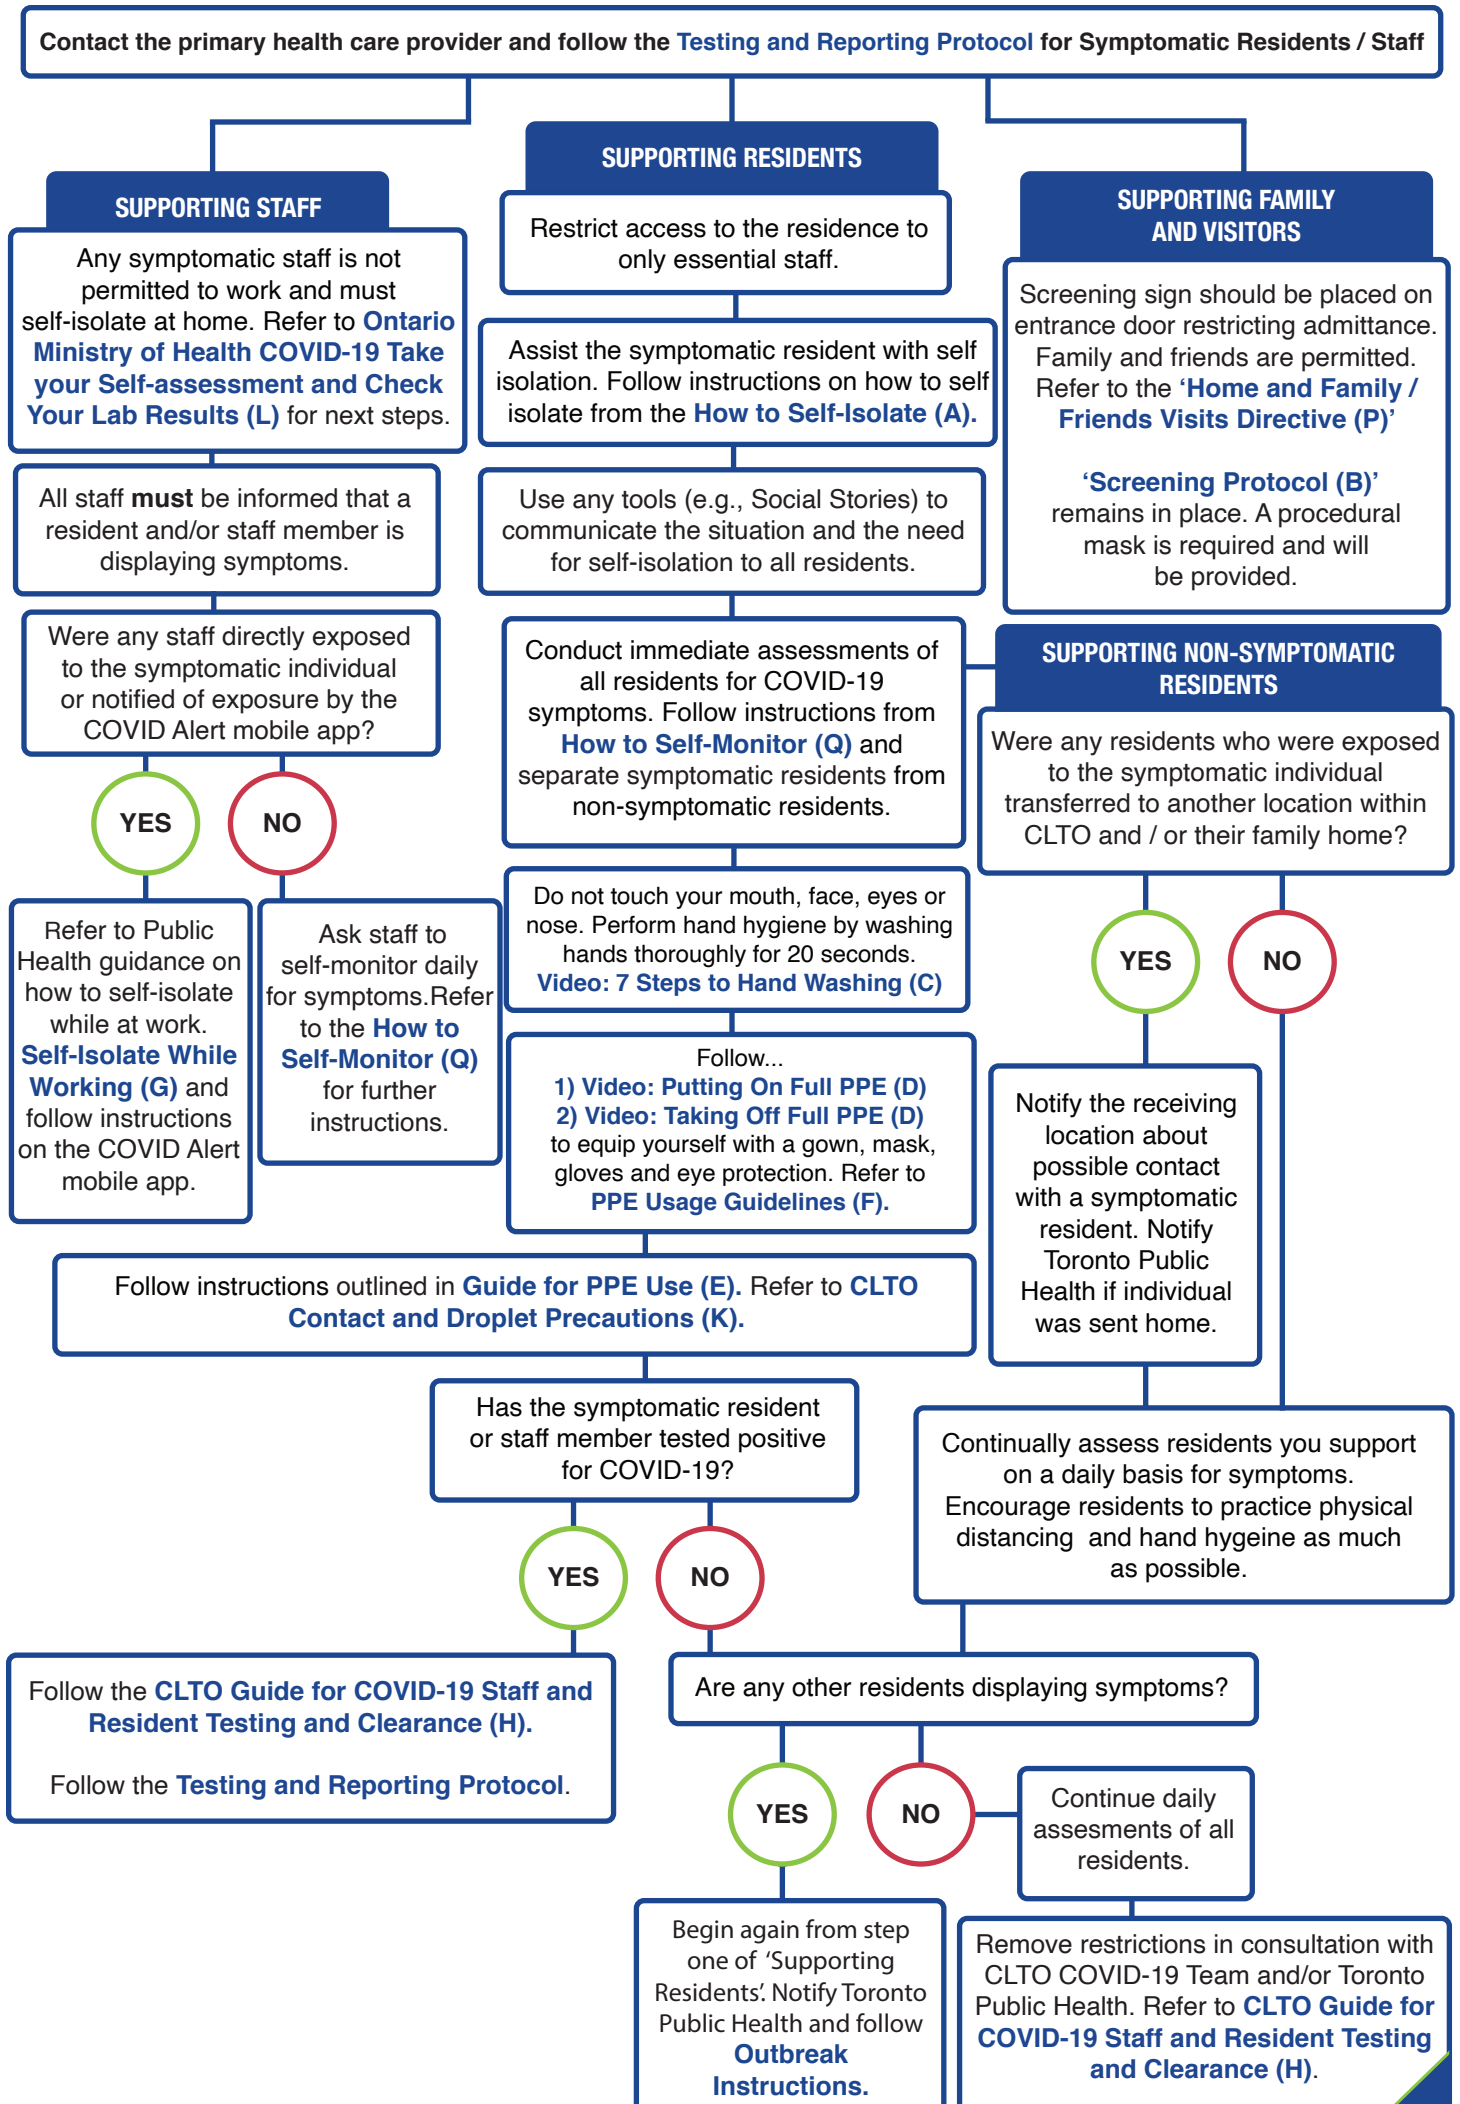 Contact the primary health care provider and follow the Testing and Reporting Protocol for Symptomatic Residents / Staff
SUPPORTING STAFF
Any symptomatic staff is not
permitted to work and must
self-isolate at home. Refer to Ontario
Ministry of Health COVID-19 Take
your Self-assessment and Check
Your Lab Results (L) for next steps.
All staff must be informed that a
resident and/or staff member is
displaying symptoms.
Were any staff directly exposed
to the symptomatic individual
or notified of exposure by the
COVID Alert mobile app?
YES
NO
Refer to Public
Health guidance on
how to self-isolate
while at work.
Self-Isolate While
Working (G) and
follow instructions
on the COVID Alert
mobile app.
Ask staff to
self-monitor daily
for symptoms.Refer
to the How to
Self-Monitor (Q)
for further
instructions.
SUPPORTING RESIDENTS
Restrict access to the residence to
only essential staff.
Assist the symptomatic resident with self
isolation. Follow instructions on how to self
isolate from the How to Self-Isolate (A).
Use any tools (e.g., Social Stories) to
communicate the situation and the need
for self-isolation to all residents.
Conduct immediate assessments of
all residents for COVID-19
symptoms. Follow instructions from
How to Self-Monitor (Q) and
separate symptomatic residents from
non-symptomatic residents.
Do not touch your mouth, face, eyes or
nose. Perform hand hygiene by washing
hands thoroughly for 20 seconds.
Video: 7 Steps to Hand Washing (C)
Follow...
1) Video: Putting On Full PPE (D)
2) Video: Taking Off Full PPE (D)
to equip yourself with a gown, mask,
gloves and eye protection. Refer to
PPE Usage Guidelines (F).
Follow instructions outlined in Guide for PPE Use (E). Refer to CLTO
Contact and Droplet Precautions (K).
Has the symptomatic resident
or staff member tested positive
for COVID-19?
YES
NO
Follow the CLTO Guide for COVID-19 Staff and
Resident Testing and Clearance (H).
Follow the Testing and Reporting Protocol.
SUPPORTING FAMILY
AND VISITORS
Screening sign should be placed on
entrance door restricting admittance.
Family and friends are permitted.
Refer to the ‘Home and Family /
Friends Visits Directive (P)’
‘Screening Protocol (B)’
remains in place. A procedural
mask is required and will
be provided.
SUPPORTING NON-SYMPTOMATIC
RESIDENTS
Were any residents who were exposed
to the symptomatic individual
transferred to another location within
CLTO and / or their family home?
YES
NO
Notify the receiving
location about
possible contact
with a symptomatic
resident. Notify
Toronto Public
Health if individual
was sent home.
Continually assess residents you support
on a daily basis for symptoms.
Encourage residents to practice physical
distancing and hand hygeine as much
as possible.
Are any other residents displaying symptoms?
YES
NO
Continue daily
assesments of all
residents.
Begin again from step
one of ‘Supporting
Residents’. Notify Toronto
Public Health and follow
Outbreak
Instructions.
Remove restrictions in consultation with
CLTO COVID-19 Team and/or Toronto
Public Health. Refer to CLTO Guide for
COVID-19 Staff and Resident Testing
and Clearance (H).